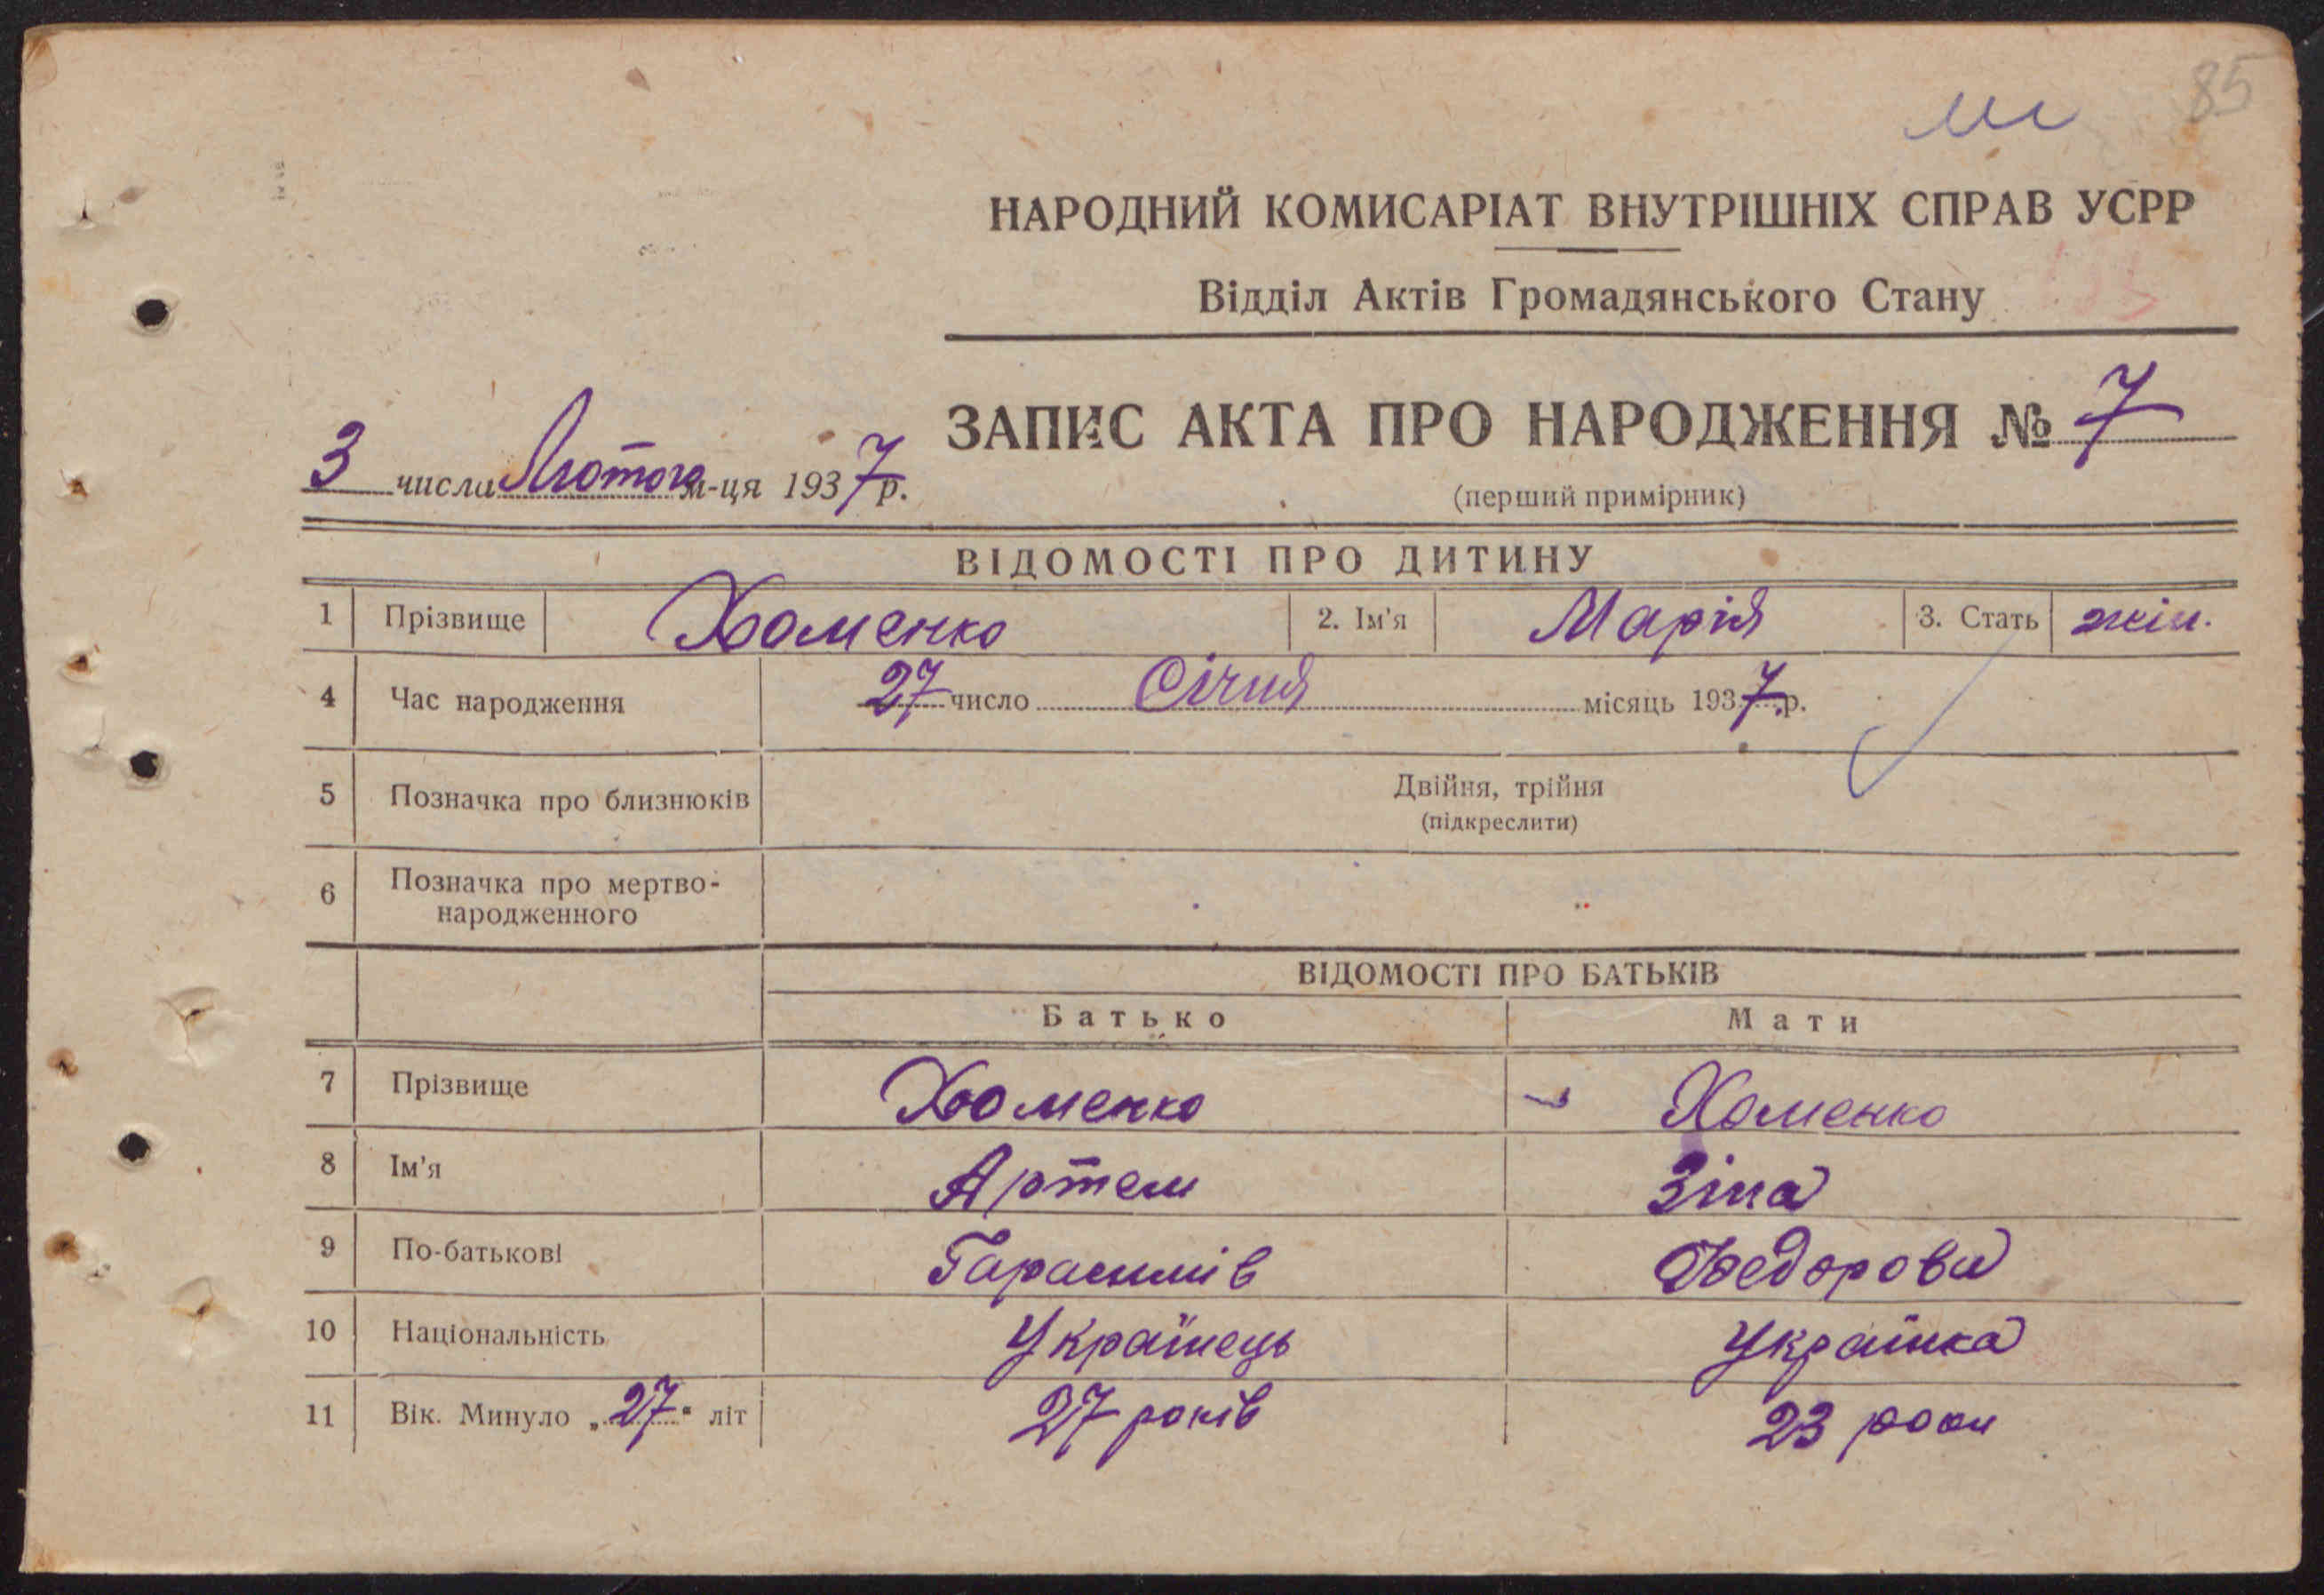 85
НАРОДНИЙ КОМИСАРІАТ ВНУТРІШНІХ СПРАВ УСРР
Відділ Актів Громадянського Стану
ЗАПИС АКТА ПРО НАРОДЖЕННЯ № 7
3 числа Лютого м-ця 1937 р.
(перший примірник)
ВІДОМОСТІ ПРО ДИТИНУ
1 Прізвище Хоменко 2. Ім'я Марія 3. Стать жін.
4 Час народження 27 число Січня місяць 1937 р.
5 Позначка про близнюків Двійня, трійня
(підкреслити)
6 Позначка про мертво-
народженного
ВІДОМОСТІ ПРО БАТЬКІВ
Батько Мати
7 Прізвище Хоменко Хоменко
8 Ім'я Артем Зіна
9 По-батькові Гарасимів Федорова
10 Національність Українець Українка
11 Вік. Минуло „27“ літ 27 років 23 роки